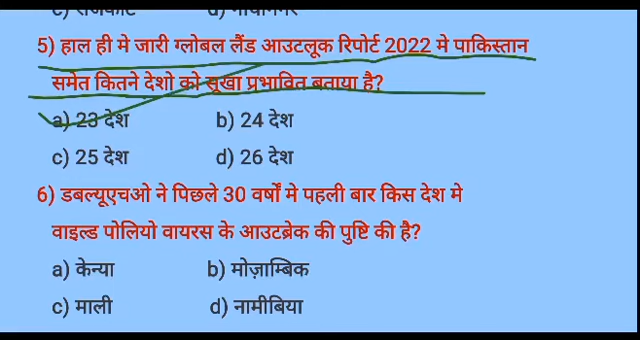 5) हाल ही मे जारी ग्लोबल लैंड आउटलूक रिपोर्ट 2022 मे पाकिस्तान
समेत कितने देशो को सूखा प्रभावित बताया है?
a) 23 देश b) 24 देश
c) 25 देश d) 26 देश
6) डबल्यूएचओ ने पिछले 30 वर्षों मे पहली बार किस देश मे
वाइल्ड पोलियो वायरस के आउटब्रेक की पुष्टि की है?
a) केन्या b) मोज़ाम्बिक
c) माली d) नामीबिया